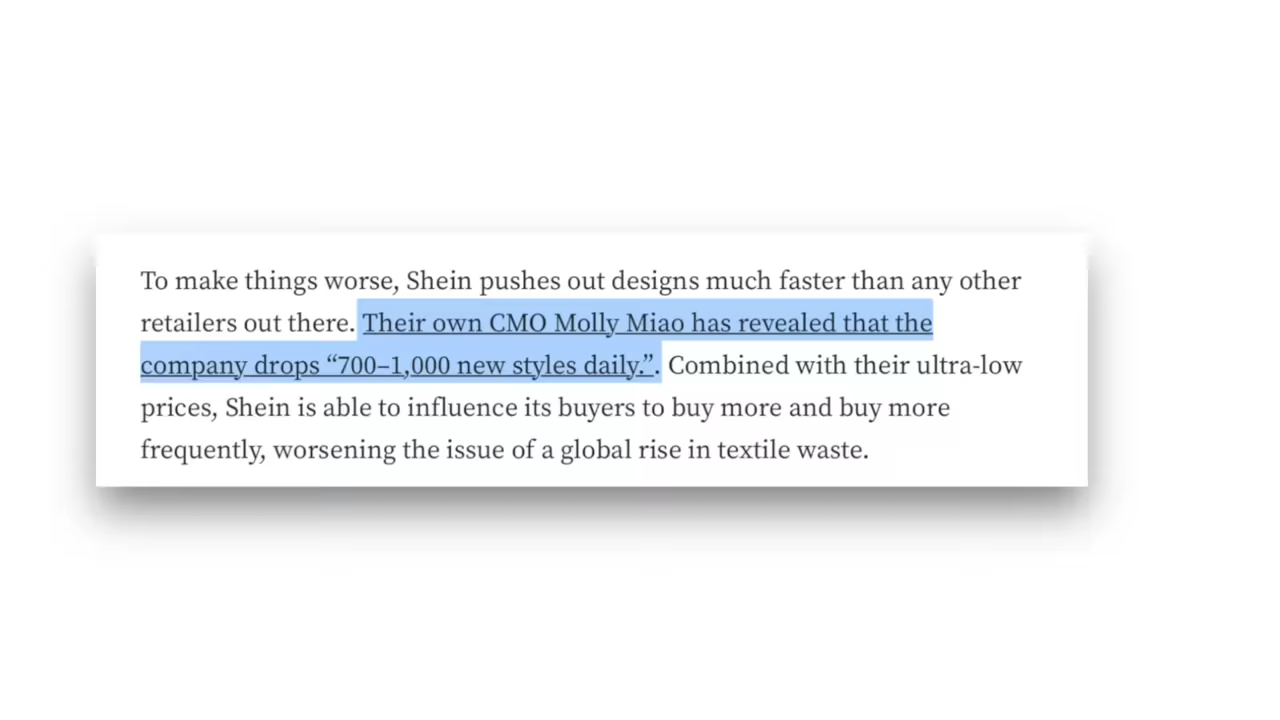 To make things worse, Shein pushes out designs much faster than any other
retailers out there. Their own CMO Molly Miao has revealed that the
company drops “700–1,000 new styles daily.”. Combined with their ultra-low
prices, Shein is able to influence its buyers to buy more and buy more
frequently, worsening the issue of a global rise in textile waste.